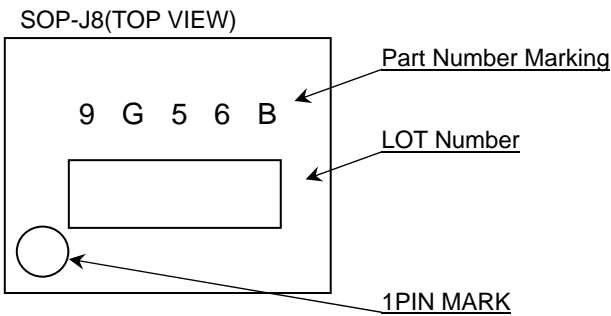 SOP-J8(TOP VIEW)
Part Number Marking
9 G 5 6 B
LOT Number
1PIN MARK